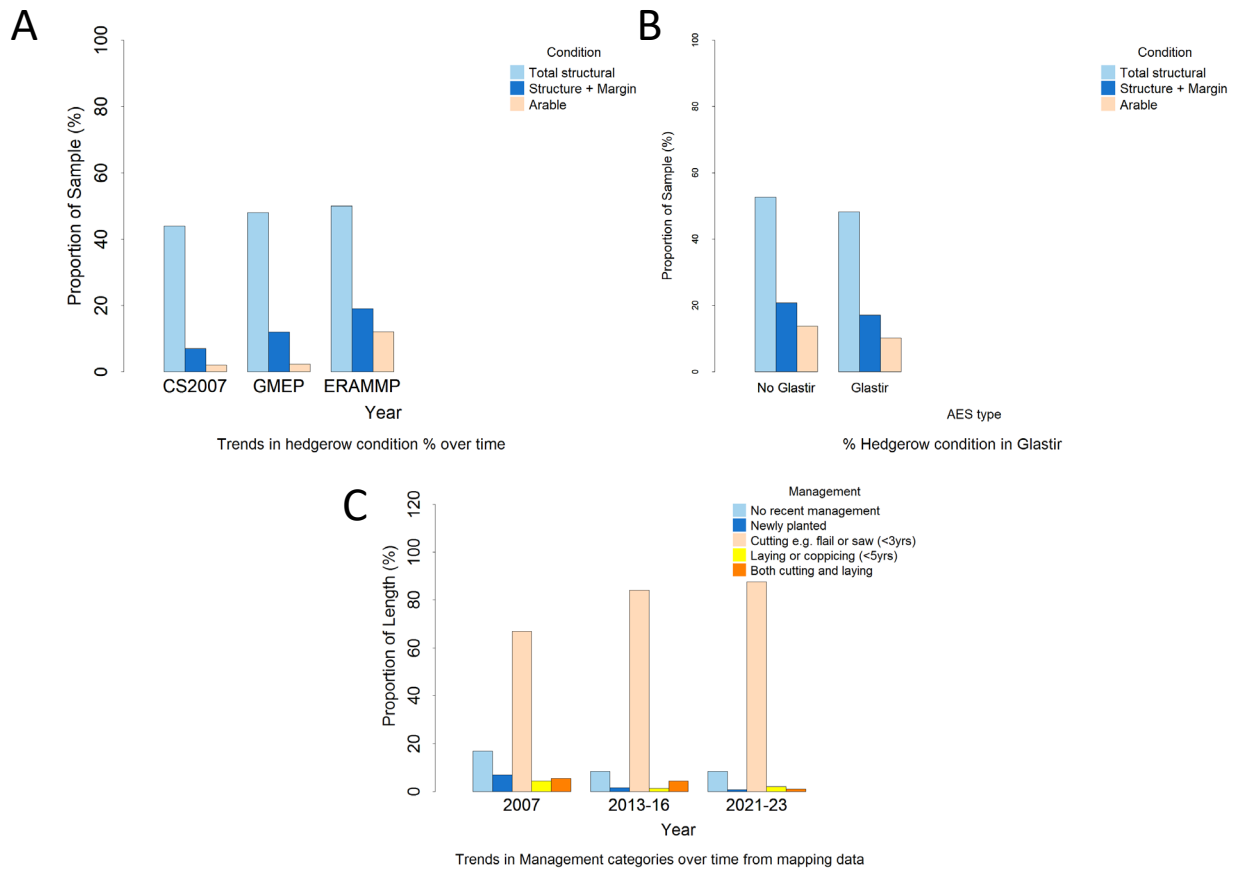 A
100
80
60
40
20
0
Proportion of Sample (%)
Condition
Total structural
Structure + Margin
Arable
CS2007 GMEP ERAMMP
Year
Trends in hedgerow condition % over time
B
100
80
60
40
20
0
Proportion of Sample (%)
Condition
Total structural
Structure + Margin
Arable
No Glastir Glastir
AES type
% Hedgerow condition in Glastir
C
120
100
80
60
40
20
0
Proportion of Length (%)
Management
No recent management
Newly planted
Cutting e.g. flail or saw (<3yrs)
Laying or coppicing (<5yrs)
Both cutting and laying
2007 2013-16 2021-23
Year
Trends in Management categories over time from mapping data